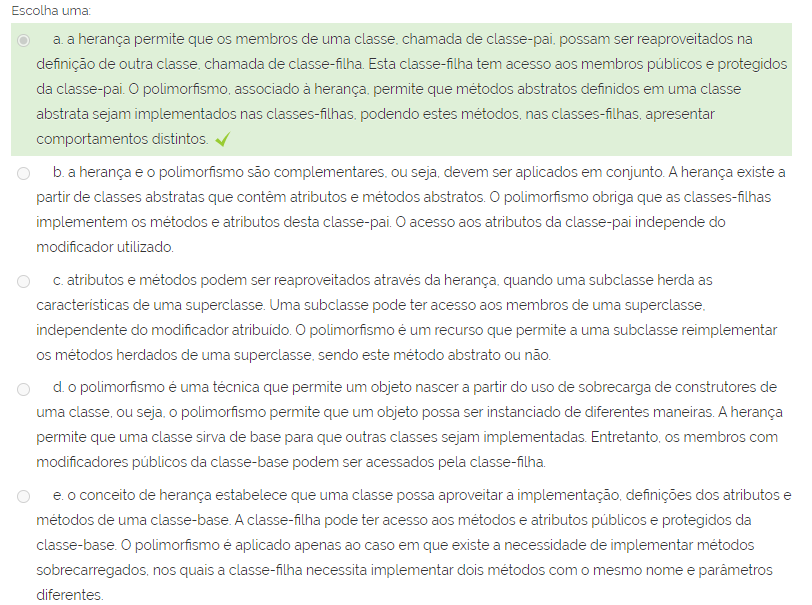 Escolha uma:
a. a herança permite que os membros de uma classe, chamada de classe-pai, possam ser reaproveitados na
definição de outra classe, chamada de classe-filha. Esta classe-filha tem acesso aos membros públicos e protegidos
da classe-pai. O polimorfismo, associado à herança, permite que métodos abstratos definidos em uma classe
abstrata sejam implementados nas classes-filhas, podendo estes métodos, nas classes-filhas, apresentar
comportamentos distintos.
b. a herança e o polimorfismo são complementares, ou seja, devem ser aplicados em conjunto. A herança existe a
partir de classes abstratas que contêm atributos e métodos abstratos. O polimorfismo obriga que as classes-filhas
implementem os métodos e atributos desta classe-pai. O acesso aos atributos da classe-pai independe do
modificador utilizado.
c. atributos e métodos podem ser reaproveitados através da herança, quando uma subclasse herda as
características de uma superclasse. Uma subclasse pode ter acesso aos membros de uma superclasse,
independente do modificador atribuído. O polimorfismo é um recurso que permite a uma subclasse reimplementar
os métodos herdados de uma superclasse, sendo este método abstrato ou não.
d. o polimorfismo é uma técnica que permite um objeto nascer a partir do uso de sobrecarga de construtores de
uma classe, ou seja, o polimorfismo permite que um objeto possa ser instanciado de diferentes maneiras. A herança
permite que uma classe sirva de base para que outras classes sejam implementadas. Entretanto, os membros com
modificadores públicos da classe-base podem ser acessados pela classe-filha.
e. o conceito de herança estabelece que uma classe possa aproveitar a implementação, definições dos atributos e
métodos de uma classe-base. A classe-filha pode ter acesso aos métodos e atributos públicos e protegidos da
classe-base. O polimorfismo é aplicado apenas ao caso em que existe a necessidade de implementar métodos
sobrecarregados, nos quais a classe-filha necessita implementar dois métodos com o mesmo nome e parâmetros
diferentes.